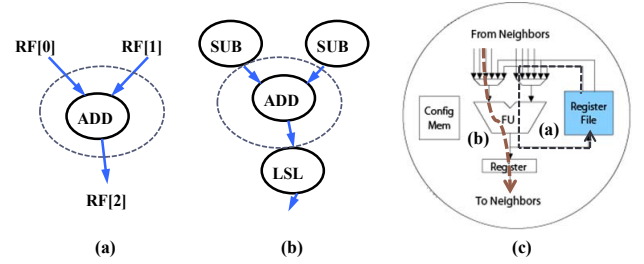 RF[0] RF[1]
ADD
RF[2]
(a)
SUB SUB
ADD
LSL
(b)
From Neighbors
Config
Mem
FU
(a)
(b)
Register
File
Register
To Neighbors
(c)